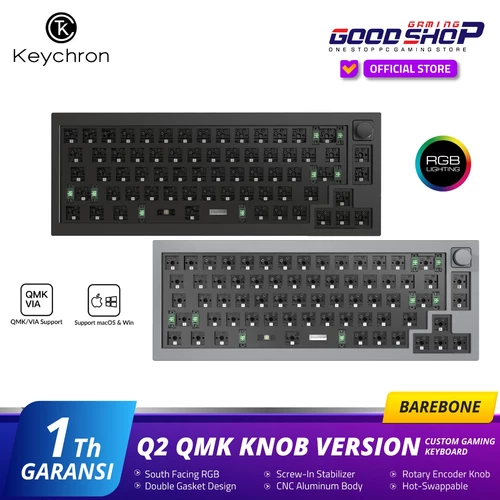 Keychron
GAMING
GOOD SHOP
ONE STOP PC GAMING STORE
OFFICIAL STORE
RGB
LIGHTING
QMK
VIA
QMK/VIA Support
Support macOS & Win
BAREBONE
1 Th
GARANSI
Q2 QMK KNOB VERSION
CUSTOM GAMING
KEYBOARD
South Facing RGB
Double Gasket Design
Screw-In Stabilizer
CNC Aluminum Body
Rotary Encoder Knob
Hot-Swappable